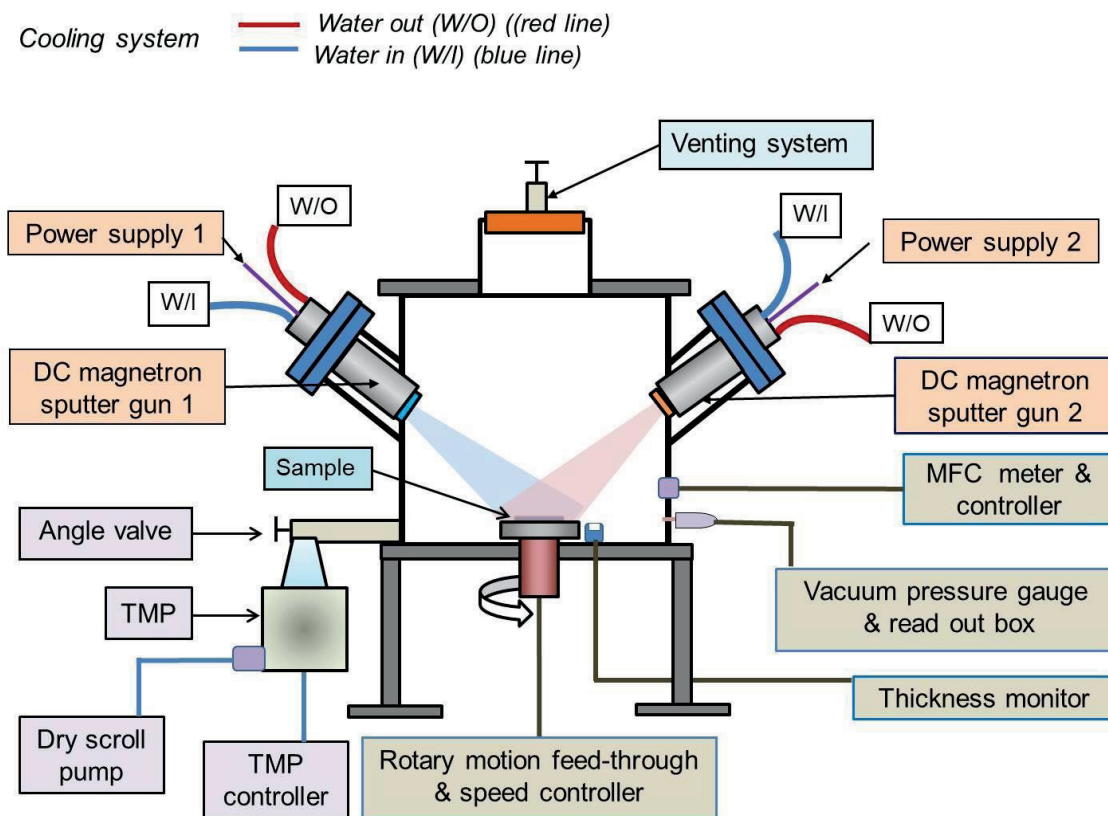 Cooling system
Water out (W/O) ((red line)
Water in (W/I) (blue line)
Venting system
W/O
W/I
Power supply 1
Power supply 2
W/I
W/O
DC magnetron
sputter gun 1
DC magnetron
sputter gun 2
Sample
MFC meter &
controller
Angle valve
Vacuum pressure gauge
& read out box
TMP
Thickness monitor
Dry scroll
pump
TMP
controller
Rotary motion feed-through
& speed controller